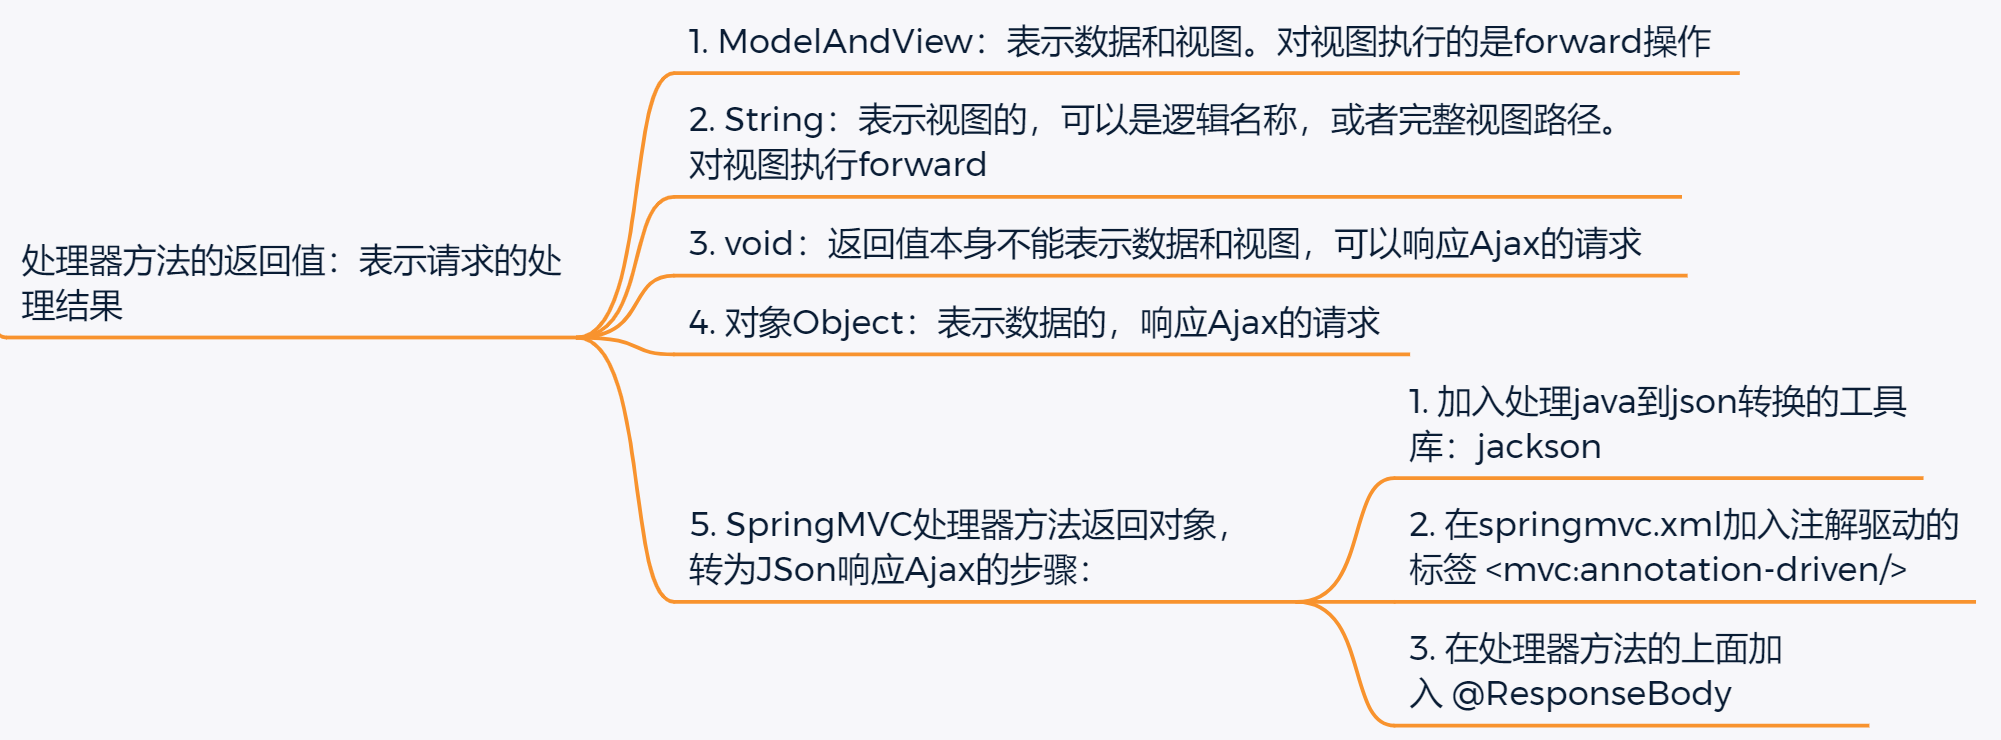 处理器方法的返回值：表示请求的处
理结果
1. ModelAndView：表示数据和视图。对视图执行的是forward操作
2. String：表示视图的，可以是逻辑名称，或者完整视图路径。
对视图执行forward
3. void：返回值本身不能表示数据和视图，可以响应Ajax的请求
4. 对象Object：表示数据的，响应Ajax的请求
5. SpringMVC处理器方法返回对象，
转为JSon响应Ajax的步骤：
1. 加入处理java到json转换的工具
库：jackson
2. 在springmvc.xml加入注解驱动的
标签 <mvc:annotation-driven/>
3. 在处理器方法的上面加
入 @ResponseBody